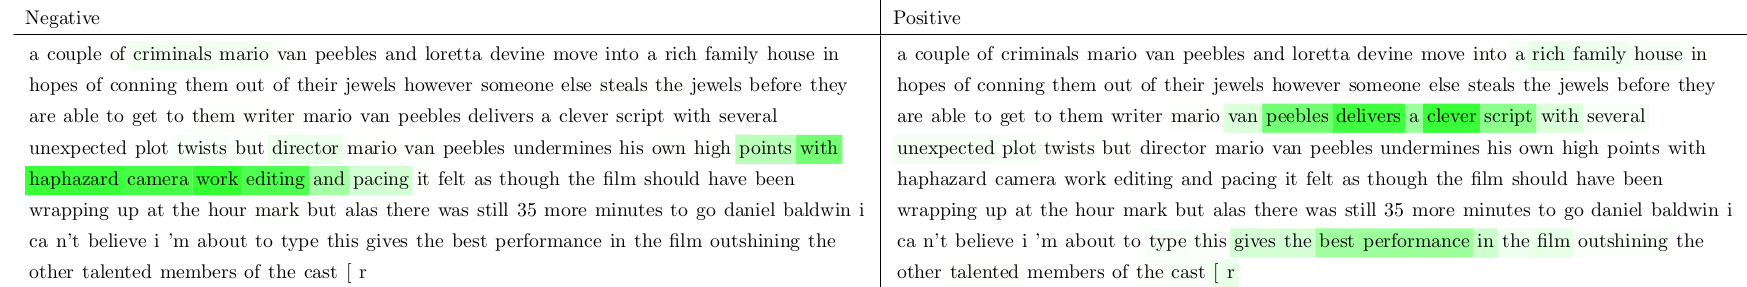 Negative
a couple of criminals mario van peebles and loretta devine move into a rich family house in
hopes of conning them out of their jewels however someone else steals the jewels before they
are able to get to them writer mario van peebles delivers a clever script with several
unexpected plot twists but director mario van peebles undermines his own high points with
haphazard camera work editing and pacing it felt as though the film should have been
wrapping up at the hour mark but alas there was still 35 more minutes to go daniel baldwin i
ca n't believe i 'm about to type this gives the best performance in the film outshining the
other talented members of the cast [ r
Positive
a couple of criminals mario van peebles and loretta devine move into a rich family house in
hopes of conning them out of their jewels however someone else steals the jewels before they
are able to get to them writer mario van peebles delivers a clever script with several
unexpected plot twists but director mario van peebles undermines his own high points with
haphazard camera work editing and pacing it felt as though the film should have been
wrapping up at the hour mark but alas there was still 35 more minutes to go daniel baldwin i
ca n't believe i 'm about to type this gives the best performance in the film outshining the
other talented members of the cast [ r